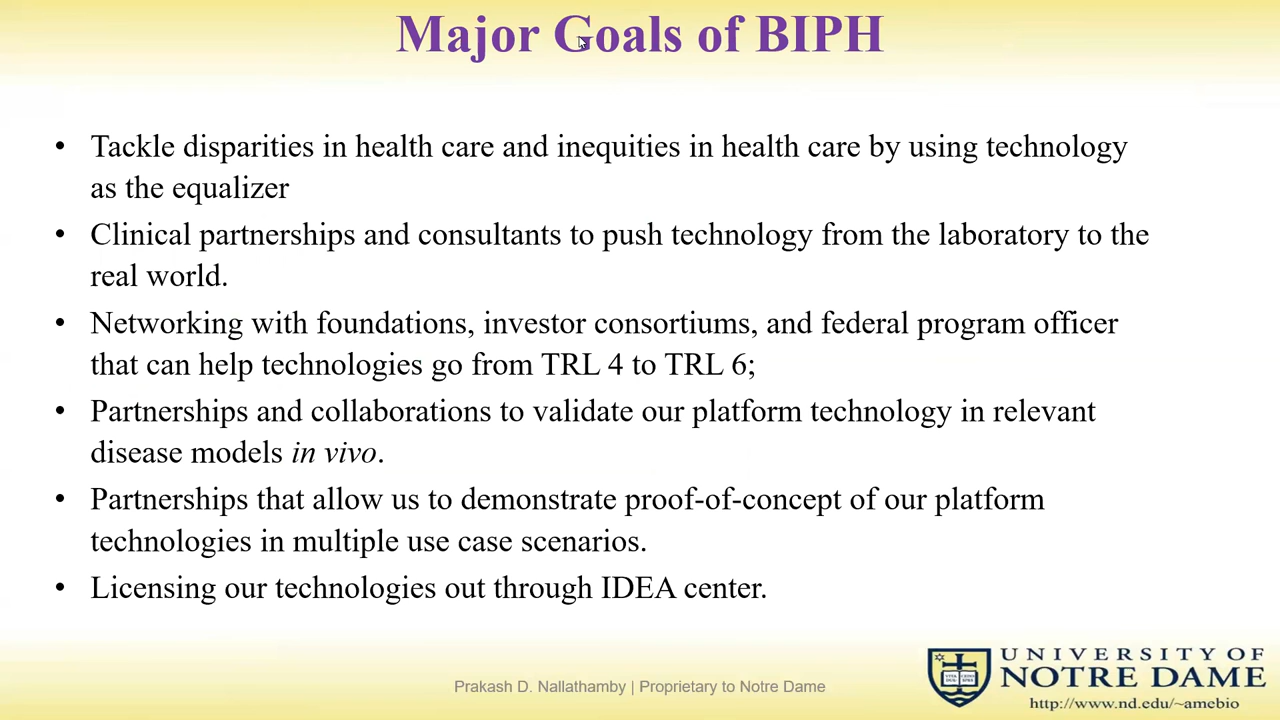 Major Goals of BIPH
• Tackle disparities in health care and inequities in health care by using technology
as the equalizer
• Clinical partnerships and consultants to push technology from the laboratory to the
real world.
• Networking with foundations, investor consortiums, and federal program officer
that can help technologies go from TRL 4 to TRL 6;
• Partnerships and collaborations to validate our platform technology in relevant
disease models in vivo.
• Partnerships that allow us to demonstrate proof-of-concept of our platform
technologies in multiple use case scenarios.
• Licensing our technologies out through IDEA center.
Prakash D. Nallathamby | Proprietary to Notre Dame
UNIVERSITY OF
NOTRE DAME
http://www.nd.edu/~amebio